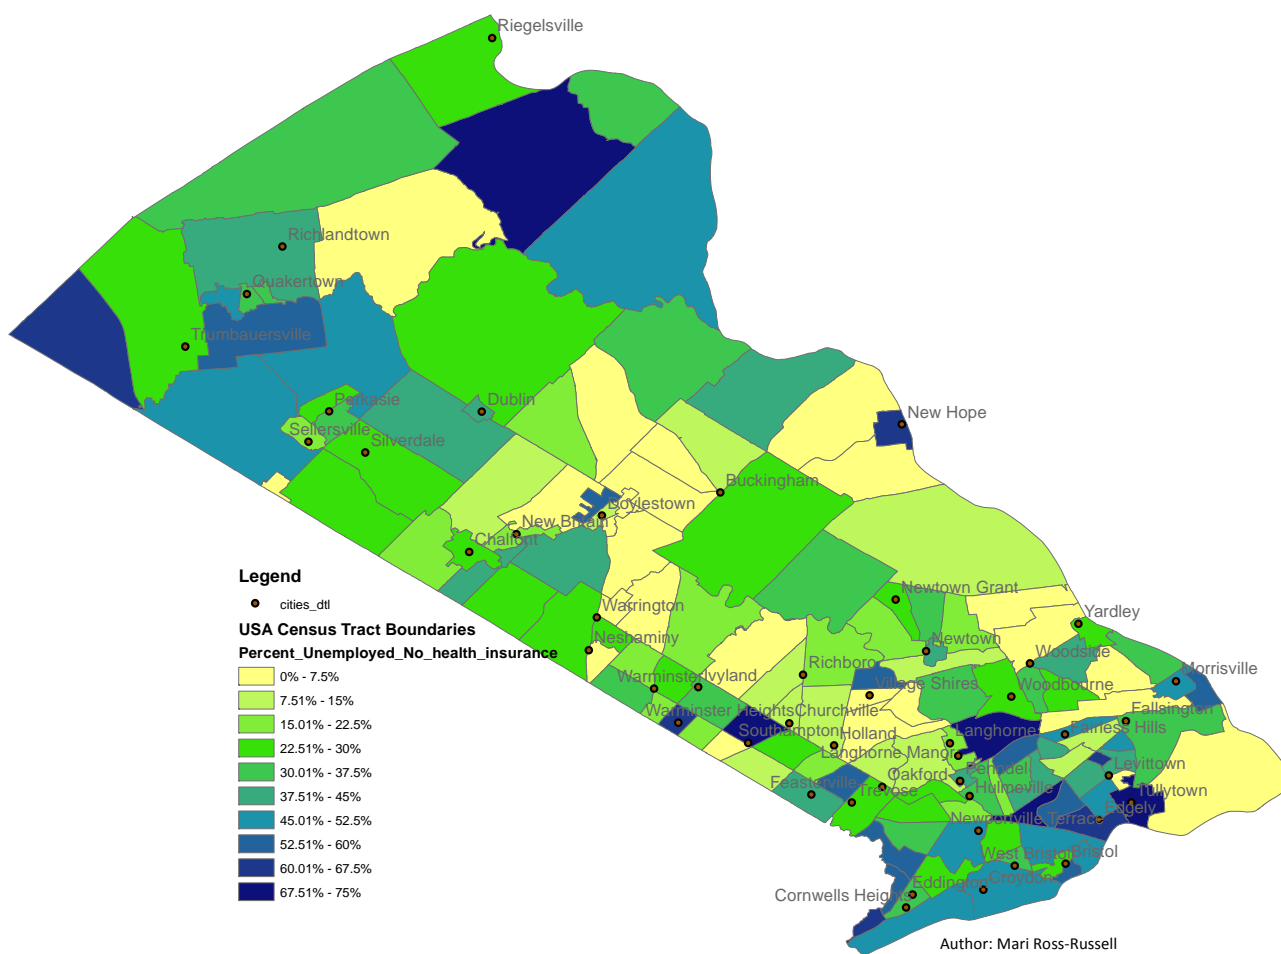 Riegelsville
Richlandtown
Quakertown
Trumbauersville
Perkasie
Dublin
New Hope
Sellersville
Silverdale
Buckingham
Doylestown
New Britain
Chalfont
Legend
cities_dtl
USA Census Tract Boundaries
Percent_Unemployed_No_health_insurance
0% - 7.5%
7.51% - 15%
15.01% - 22.5%
22.51% - 30%
30.01% - 37.5%
37.51% - 45%
45.01% - 52.5%
52.51% - 60%
60.01% - 67.5%
67.51% - 75%
Newtown Grant
Warrington
Yardley
Neshaminy
Newtown
Woodside
Richboro
Warminster
Ivyland
Village Shires
Woodbourne
Morrisville
Warminster Heights
Churchville
Fallsington
Southampton
Holland
Langhorne
Fairless Hills
Langhorne Manor
Feasterville
Oakford
Penndel
Levittown
Trevose
Hulmeville
Tullytown
Edgely
Newportville Terrace
West Bristol
Bristol
Eddington
Croydon
Cornwells Heights
Author: Mari Ross-Russell